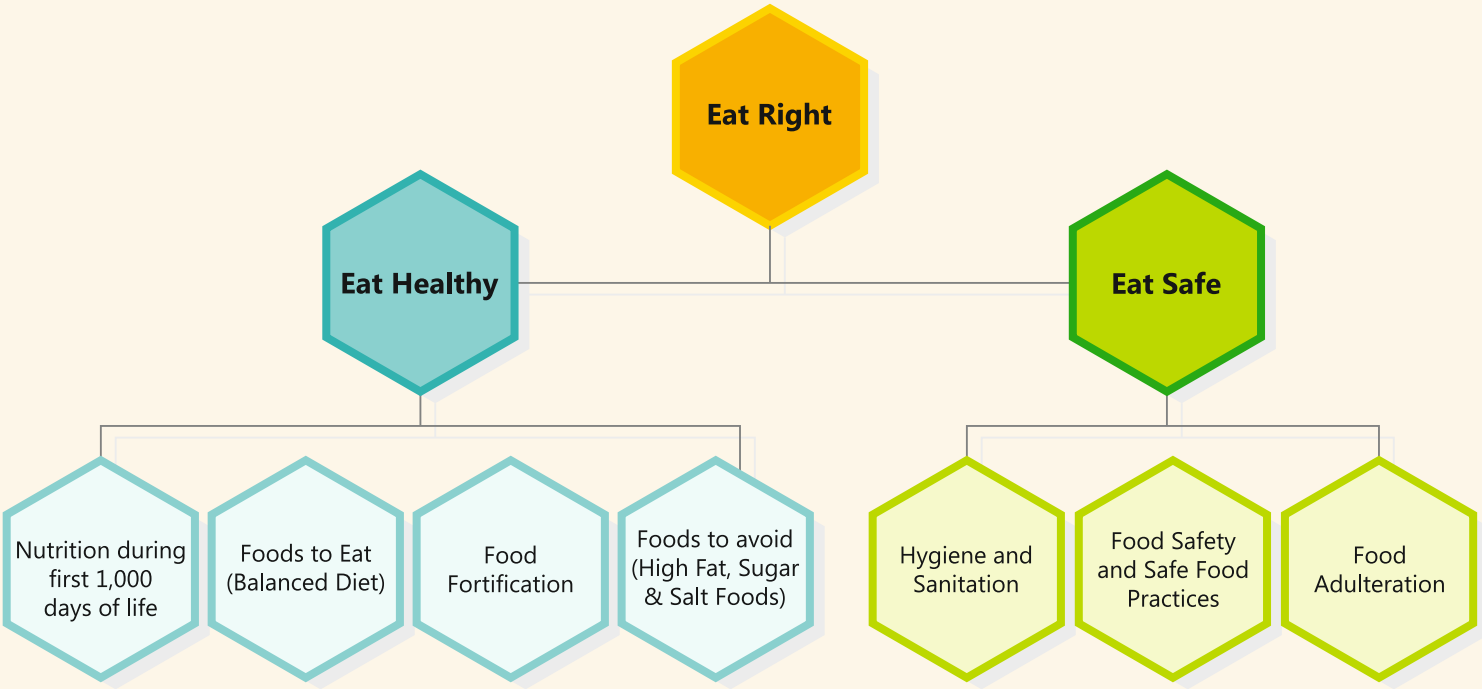 Eat Right
Eat Healthy
Eat Safe
Nutrition during
first 1,000
days of life
Foods to Eat
(Balanced Diet)
Food
Fortification
Foods to avoid
(High Fat, Sugar
& Salt Foods)
Hygiene and
Sanitation
Food Safety
and Safe Food
Practices
Food
Adulteration